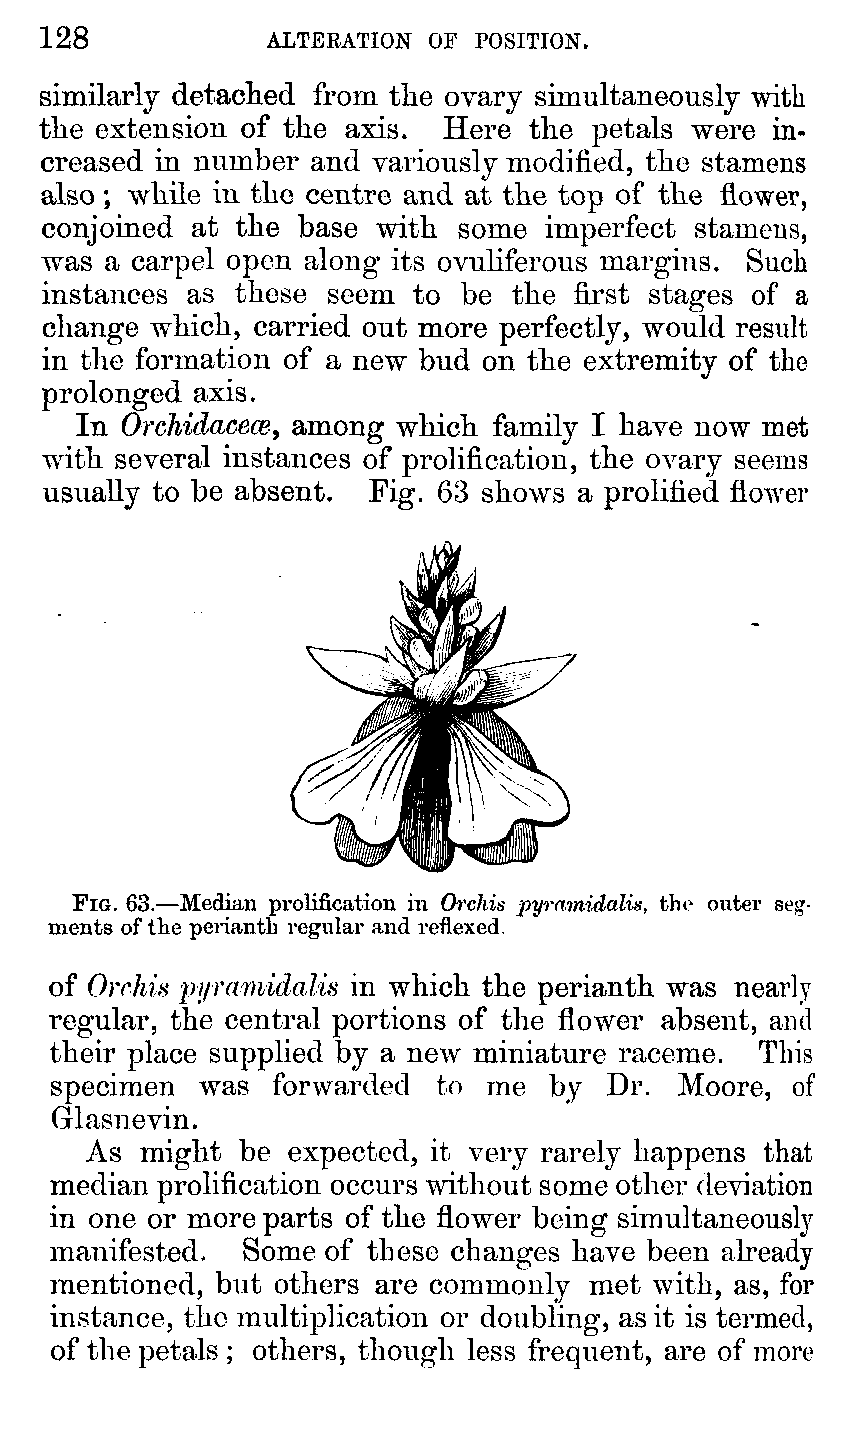 128 ALTERATION OF POSITION.
similarly detached from the ovary simultaneously with
the extension of the axis. Here the petals were in-
creased in number and variously modified, the stamens
also; while in the centre and at the top of the flower,
conjoined at the base with some imperfect stamens,
was a carpel open along its ovuliferous margins. Such
instances as these seem to be the first stages of a
change which, carried out more perfectly, would result
in the formation of a new bud on the extremity of the
prolonged axis.
In Orchidaceæ, among which family I have now met
with several instances of prolification, the ovary seems
usually to be absent. Fig. 63 shows a prolified flower
FIG. 63.—Median prolification in Orchis pyramidalis, the outer seg-
ments of the perianth regular and reflexed.
of Orchis pyramidalis in which the perianth was nearly
regular, the central portions of the flower absent, and
their place supplied by a new miniature raceme. This
specimen was forwarded to me by Dr. Moore, of
Glasnevin.
As might be expected, it very rarely happens that
median prolification occurs without some other deviation
in one or more parts of the flower being simultaneously
manifested. Some of these changes have been already
mentioned, but others are commonly met with, as, for
instance, the multiplication or doubling, as it is termed,
of the petals; others, though less frequent, are of more